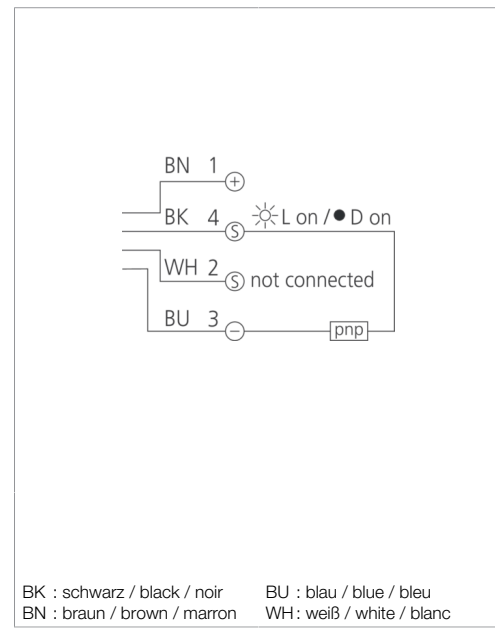 BN 1 +
BK 4 S L on / ● D on
WH 2 S not connected
BU 3 −
pnp
BK : schwarz / black / noir BU : blau / blue / bleu
BN : braun / brown / marron WH : weiß / white / blanc